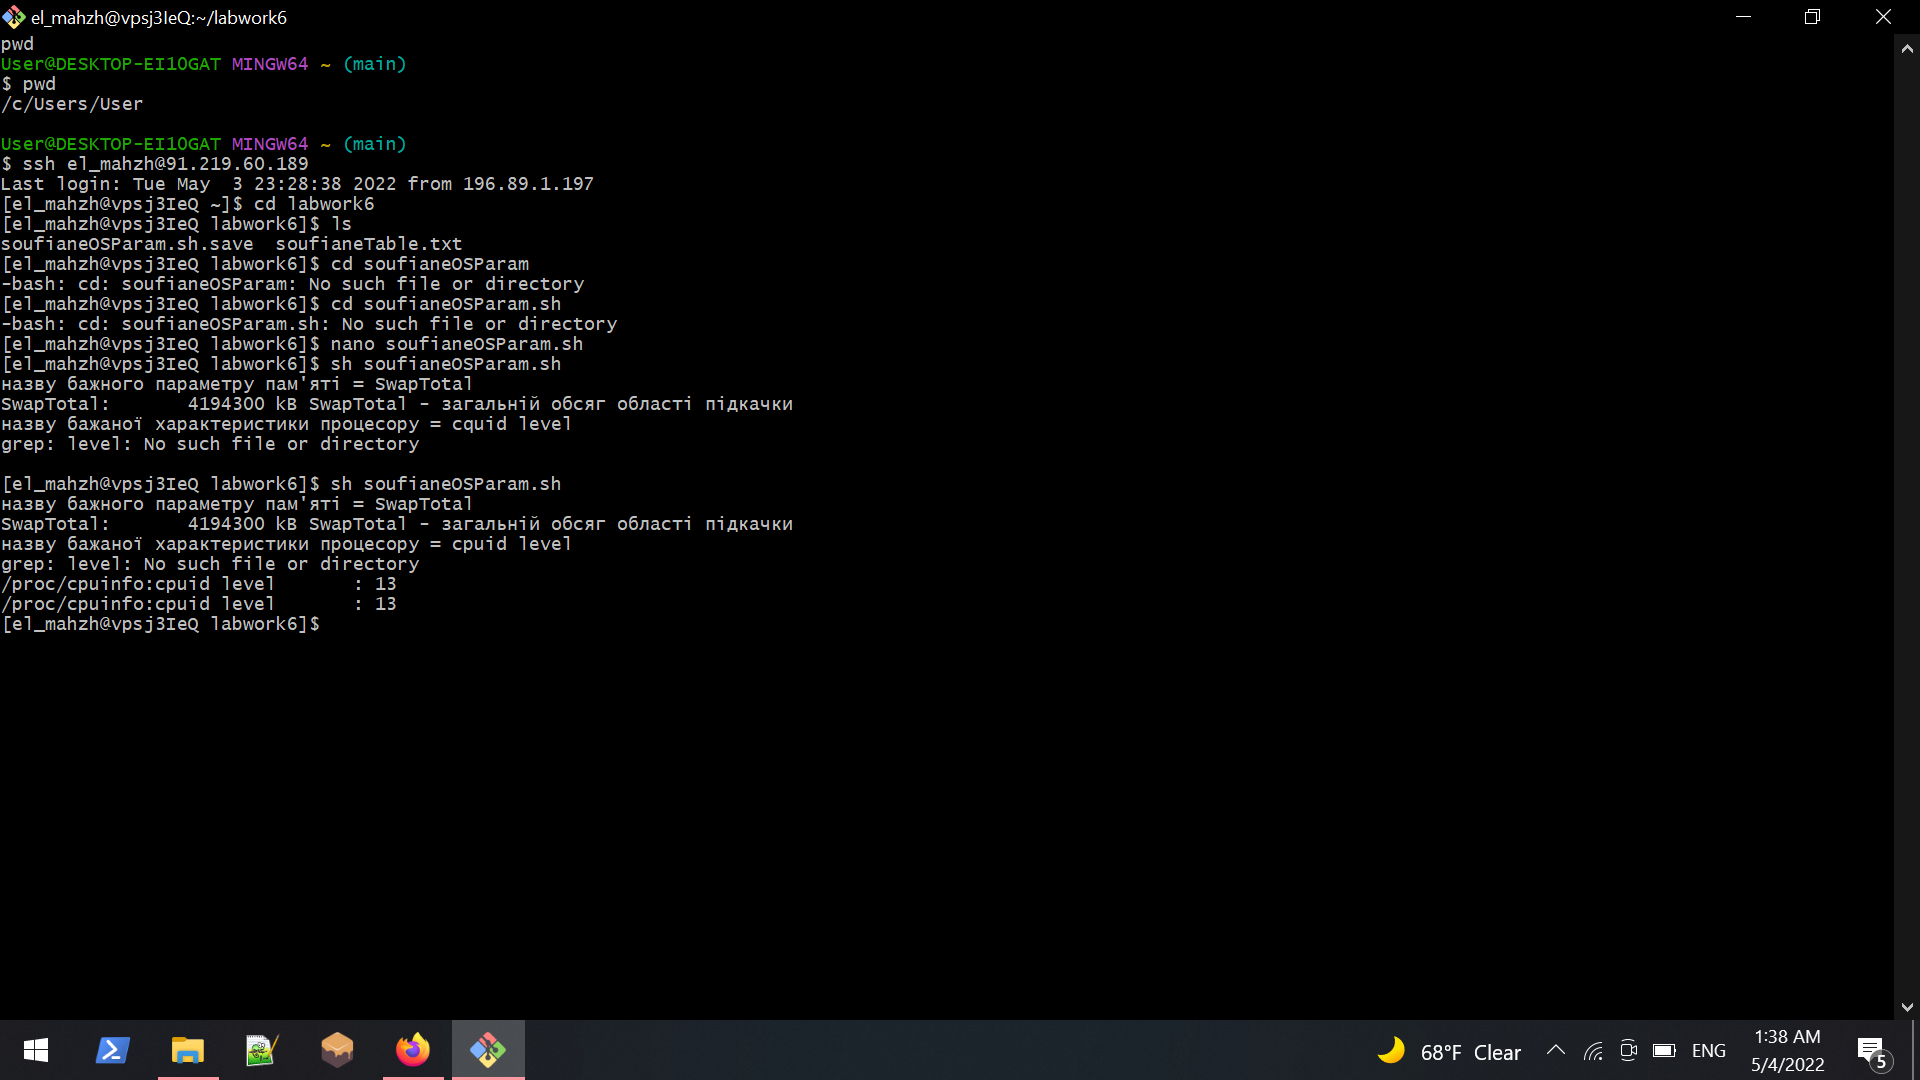 el_mahzh@vpsj3IeQ:~/labwork6
pwd
User@DESKTOP-EI10GAT MINGW64 ~ (main)
$ pwd
/c/Users/User
User@DESKTOP-EI10GAT MINGW64 ~ (main)
$ ssh el_mahzh@91.219.60.189
Last login: Tue May  3 23:28:38 2022 from 196.89.1.197
[el_mahzh@vpsj3IeQ ~]$ cd labwork6
[el_mahzh@vpsj3IeQ labwork6]$ ls
soufianeOSParam.sh.save  soufianeTable.txt
[el_mahzh@vpsj3IeQ labwork6]$ cd soufianeOSParam
-bash: cd: soufianeOSParam: No such file or directory
[el_mahzh@vpsj3IeQ labwork6]$ cd soufianeOSParam.sh
-bash: cd: soufianeOSParam.sh: No such file or directory
[el_mahzh@vpsj3IeQ labwork6]$ nano soufianeOSParam.sh
[el_mahzh@vpsj3IeQ labwork6]$ sh soufianeOSParam.sh
назву бажного параметру пам'яті = SwapTotal
SwapTotal:       4194300 kB SwapTotal - загальній обсяг області підкачки
назву бажаної характеристики процесору = cquid level
grep: level: No such file or directory
[el_mahzh@vpsj3IeQ labwork6]$ sh soufianeOSParam.sh
назву бажного параметру пам'яті = SwapTotal
SwapTotal:       4194300 kB SwapTotal - загальній обсяг області підкачки
назву бажаної характеристики процесору = cpuid level
grep: level: No such file or directory
/proc/cpuinfo:cpuid level       : 13
/proc/cpuinfo:cpuid level       : 13
[el_mahzh@vpsj3IeQ labwork6]$
68°F Clear
ENG
1:38 AM
5/4/2022
5